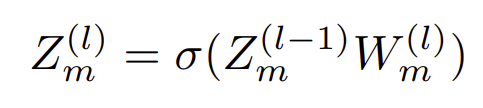 Z_m^{(l)} = σ(Z_m^{(l−1)} W_m^{(l)})